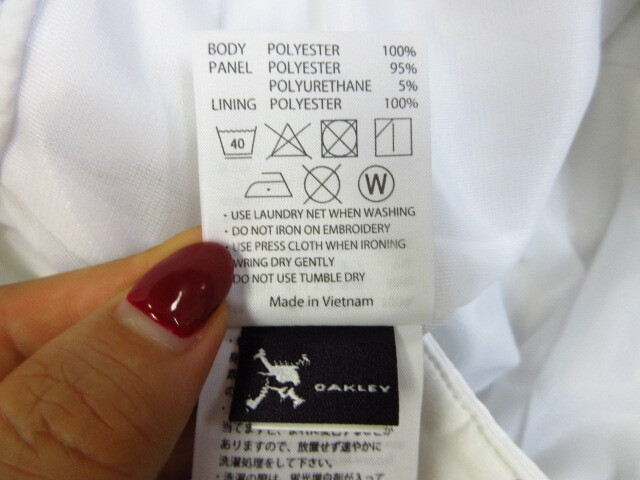 BODY POLYESTER 100%
PANEL POLYESTER 95%
POLYURETHANE 5%
LINING POLYESTER 100%
40
W
・USE LAUNDRY NET WHEN WASHING
・DO NOT IRON ON EMBROIDERY
・USE PRESS CLOTH WHEN IRONING
WRING DRY GENTLY
DO NOT USE TUMBLE DRY
Made in Vietnam
OAKLEY
ありますので、放置せず速やかに
洗濯処理をして下さい。